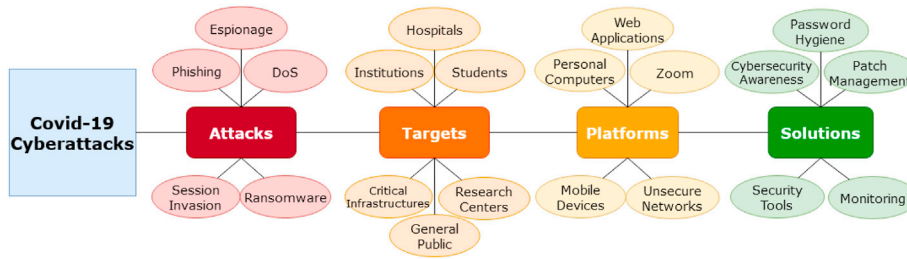 Covid-19
Cyberattacks
Espionage
Phishing
DoS
Attacks
Session
Invasion
Ransomware
Hospitals
Institutions
Students
Targets
Critical
Infrastructures
Research
Centers
General
Public
Web
Applications
Personal
Computers
Zoom
Platforms
Mobile
Devices
Unsecure
Networks
Password
Hygiene
Cybersecurity
Awareness
Patch
Management
Solutions
Security
Tools
Monitoring